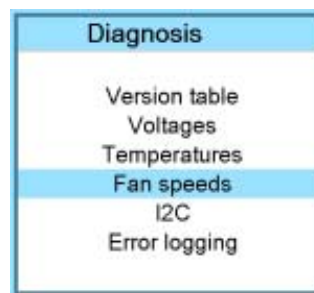 Diagnosis
Version table
Voltages
Temperatures
Fan speeds
I2C
Error logging